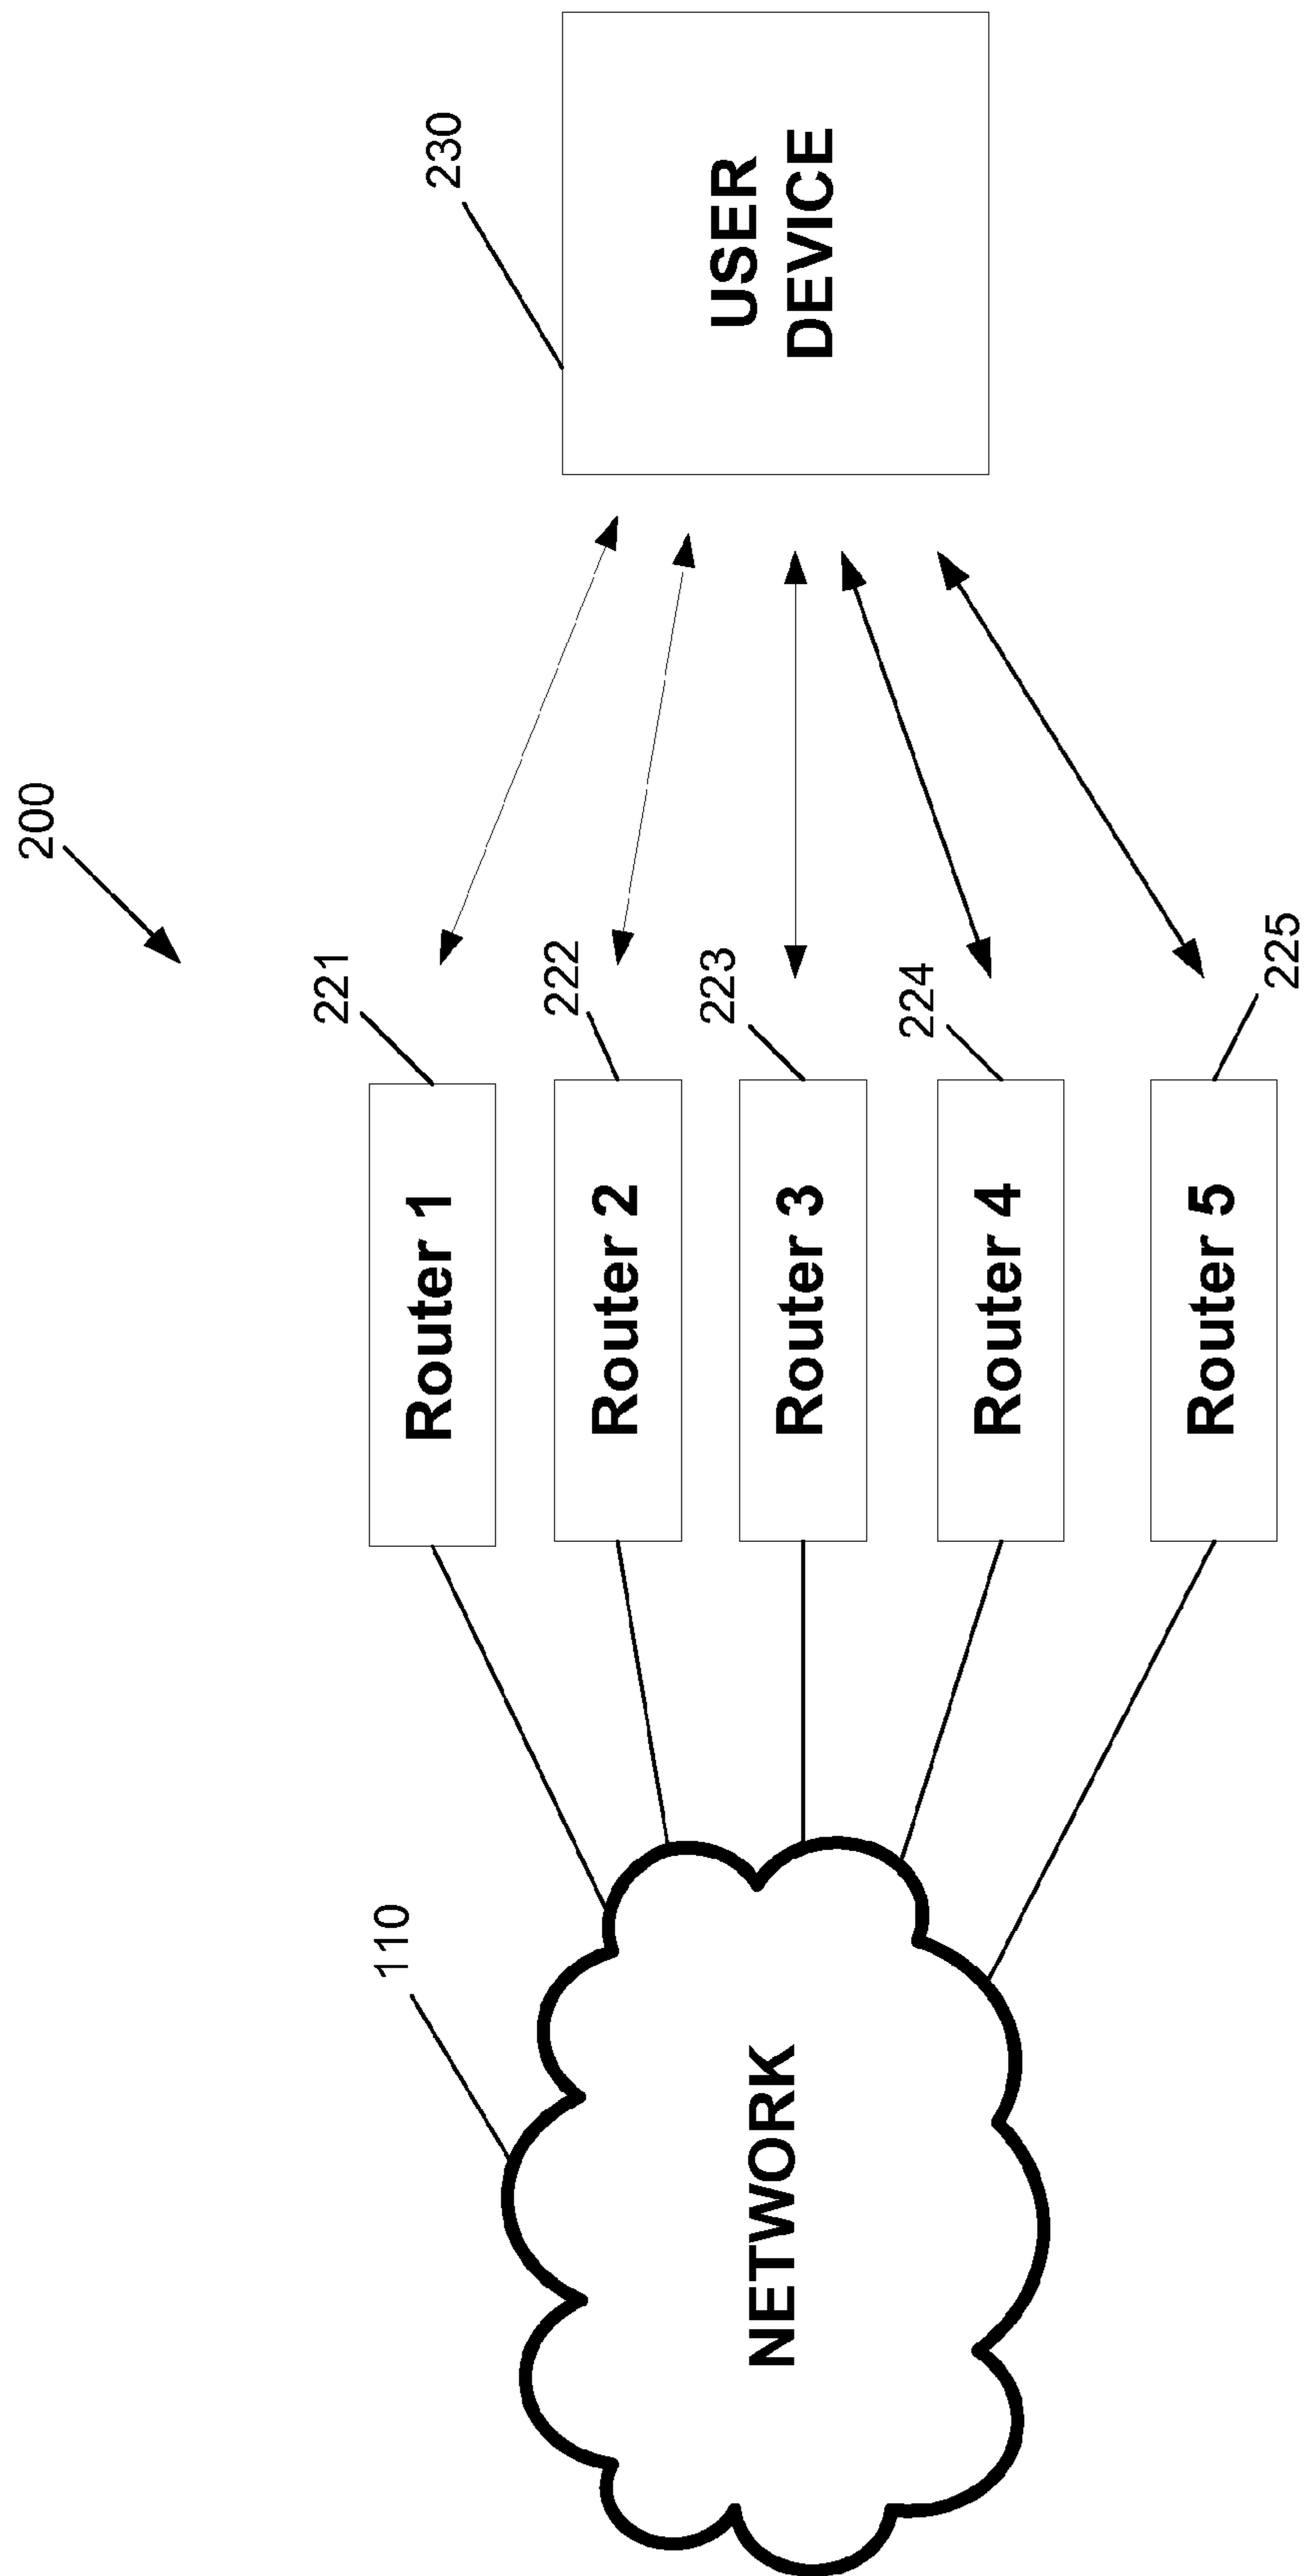 200
110
NETWORK
221
Router 1
222
Router 2
223
Router 3
224
Router 4
225
Router 5
230
USER
DEVICE